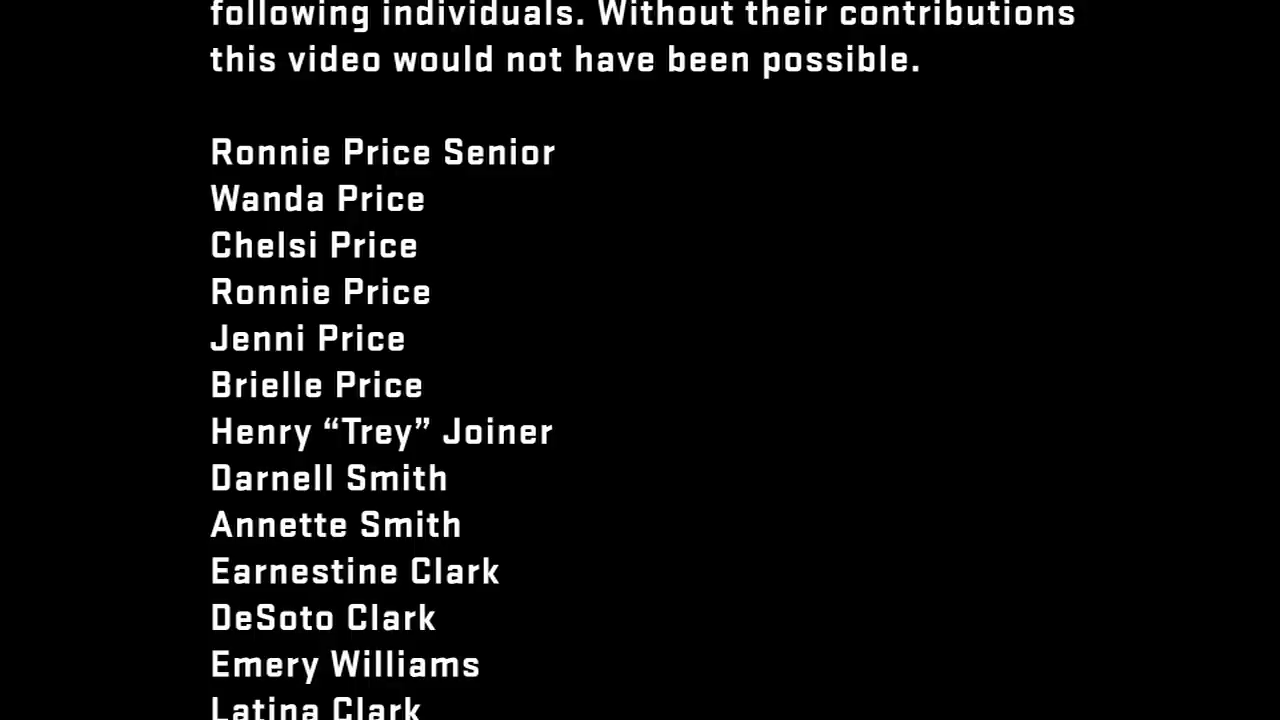 following individuals. Without their contributions
this video would not have been possible.
Ronnie Price Senior
Wanda Price
Chelsi Price
Ronnie Price
Jenni Price
Brielle Price
Henry “Trey” Joiner
Darnell Smith
Annette Smith
Earnestine Clark
DeSoto Clark
Emery Williams
Latina Clark